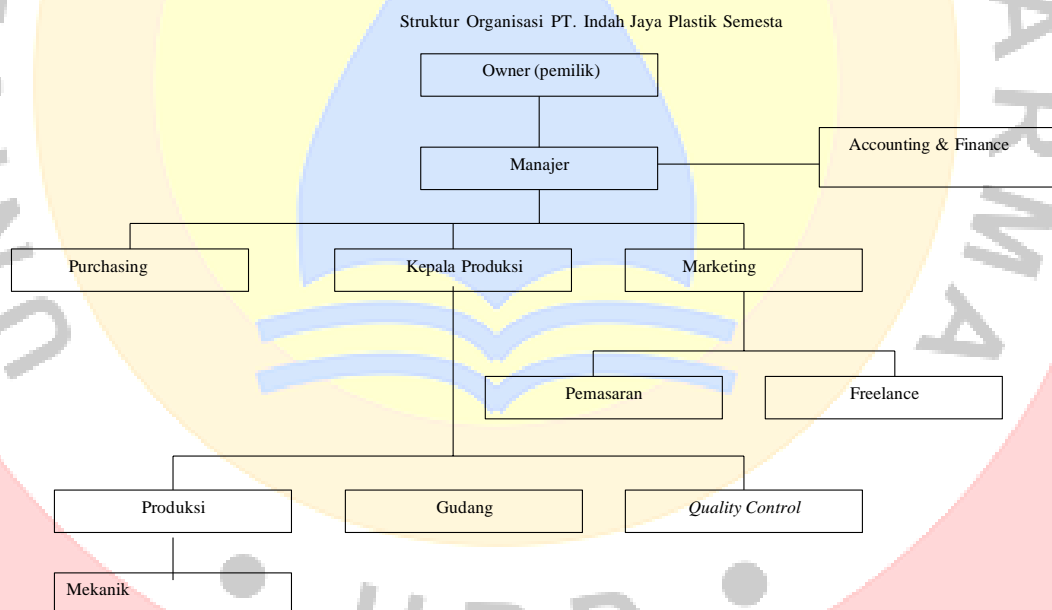 Struktur Organisasi PT. Indah Jaya Plastik Semesta
Owner (pemilik)
Accounting & Finance
Manajer
Purchasing
Kepala Produksi
Marketing
Pemasaran
Freelance
Produksi
Gudang
Quality Control
Mekanik